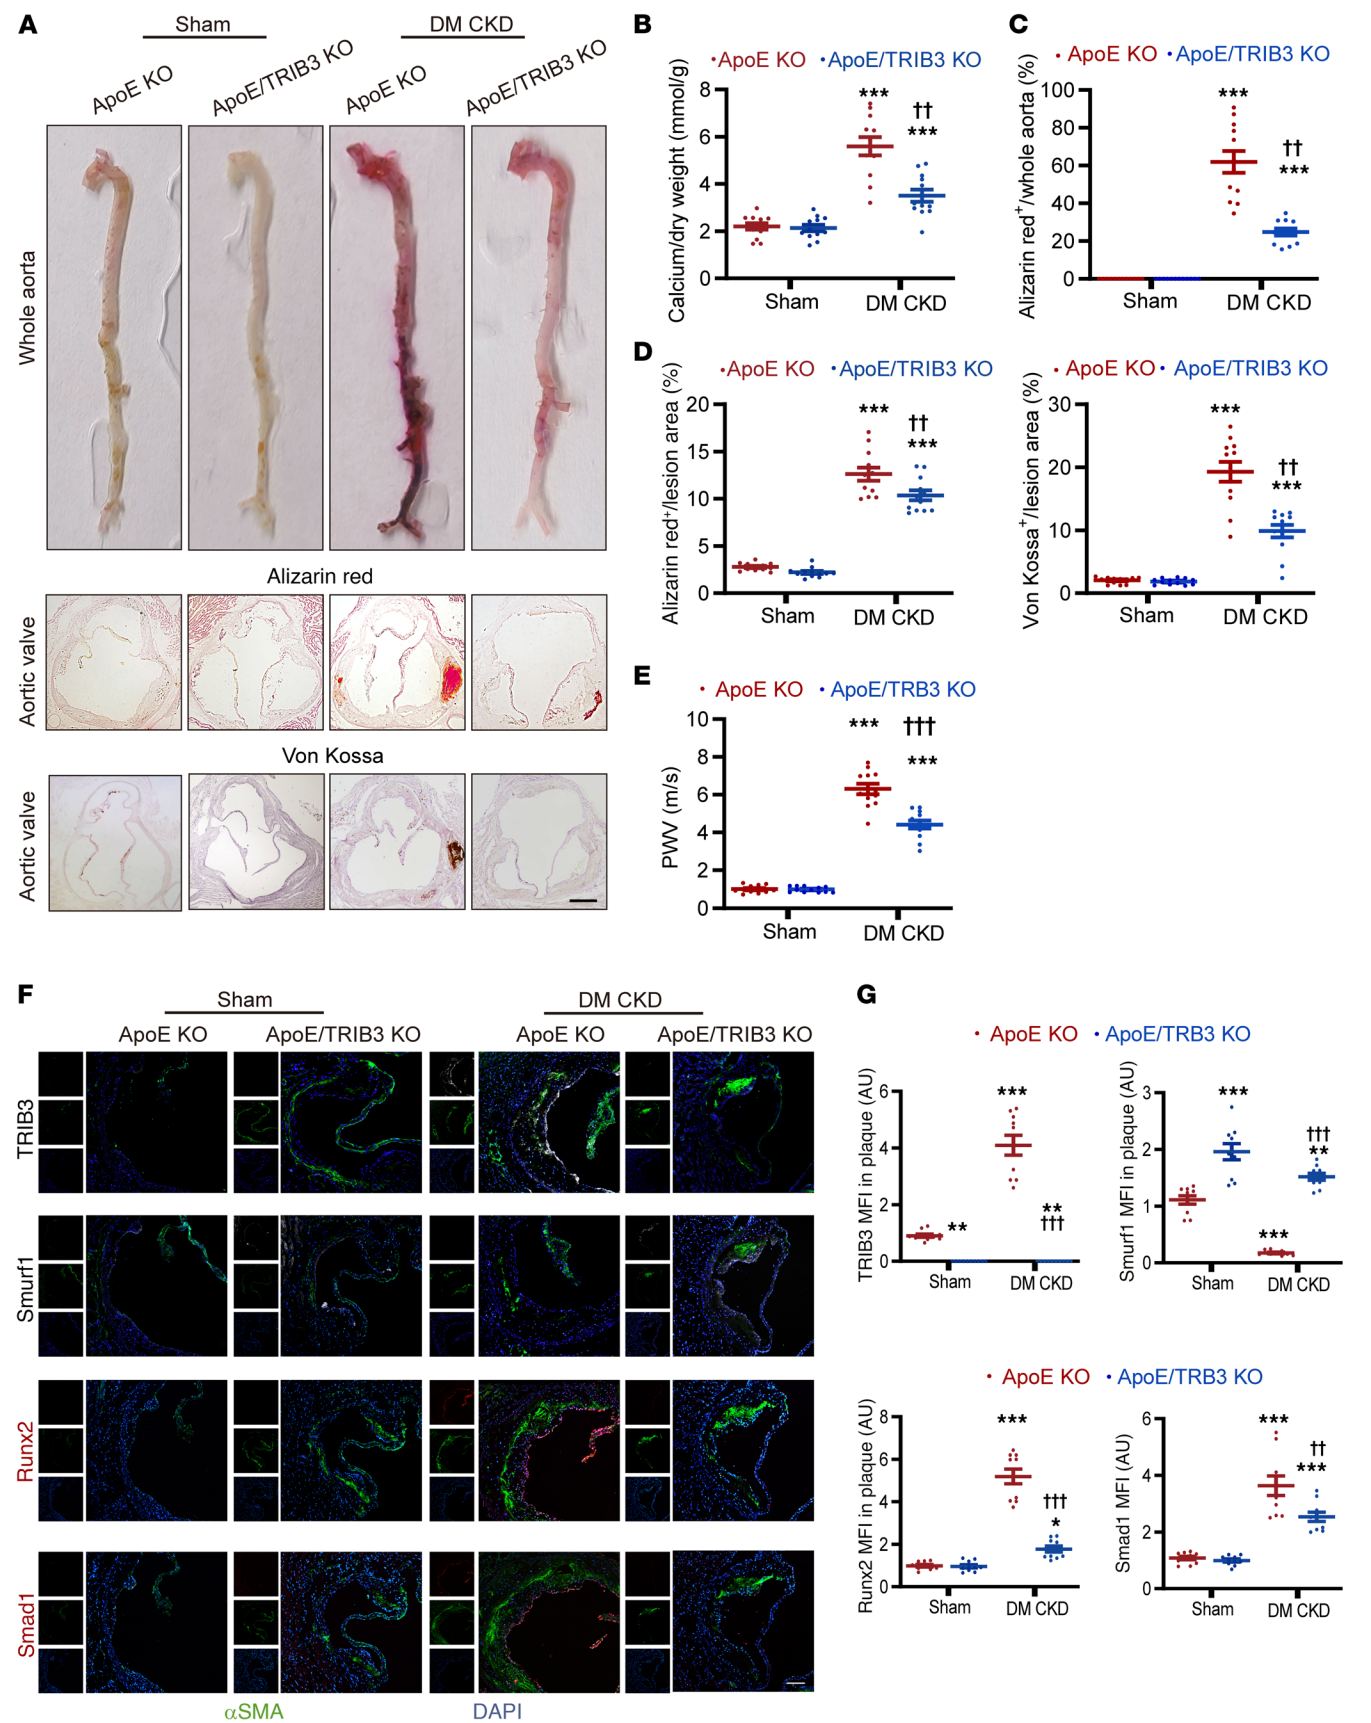 A
Sham
DM CKD
ApoE KO
ApoE/TRIB3 KO
ApoE KO
ApoE/TRIB3 KO
Whole aorta
Alizarin red
Aortic valve
Von Kossa
Aortic valve
B
• ApoE KO • ApoE/TRIB3 KO
Calcium/dry weight (mmol/g)
8
***
††
***
6
4
2
0
Sham
DM CKD
C
• ApoE KO • ApoE/TRIB3 KO
Alizarin red⁺/whole aorta (%)
100
***
80
††
***
60
40
20
0
Sham
DM CKD
D
• ApoE KO • ApoE/TRIB3 KO
Alizarin red⁺/lesion area (%)
20
***
††
***
15
10
5
0
Sham
DM CKD
• ApoE KO • ApoE/TRIB3 KO
Von Kossa⁺/lesion area (%)
30
***
††
***
20
10
0
Sham
DM CKD
E
• ApoE KO • ApoE/TRB3 KO
PWV (m/s)
10
***
†††
***
8
6
4
2
0
Sham
DM CKD
F
Sham
DM CKD
ApoE KO
ApoE/TRIB3 KO
ApoE KO
ApoE/TRIB3 KO
TRIB3
Smurf1
Runx2
Smad1
αSMA
DAPI
G
• ApoE KO • ApoE/TRB3 KO
TRIB3 MFI in plaque (AU)
6
***
4
2
**
**
†††
0
Sham
DM CKD
Smurf1 MFI in plaque (AU)
3
***
†††
**
2
1
***
0
Sham
DM CKD
• ApoE KO • ApoE/TRB3 KO
Runx2 MFI in plaque (AU)
8
***
6
4
†††
*
2
0
Sham
DM CKD
Smad1 MFI (AU)
6
***
††
***
4
2
0
Sham
DM CKD